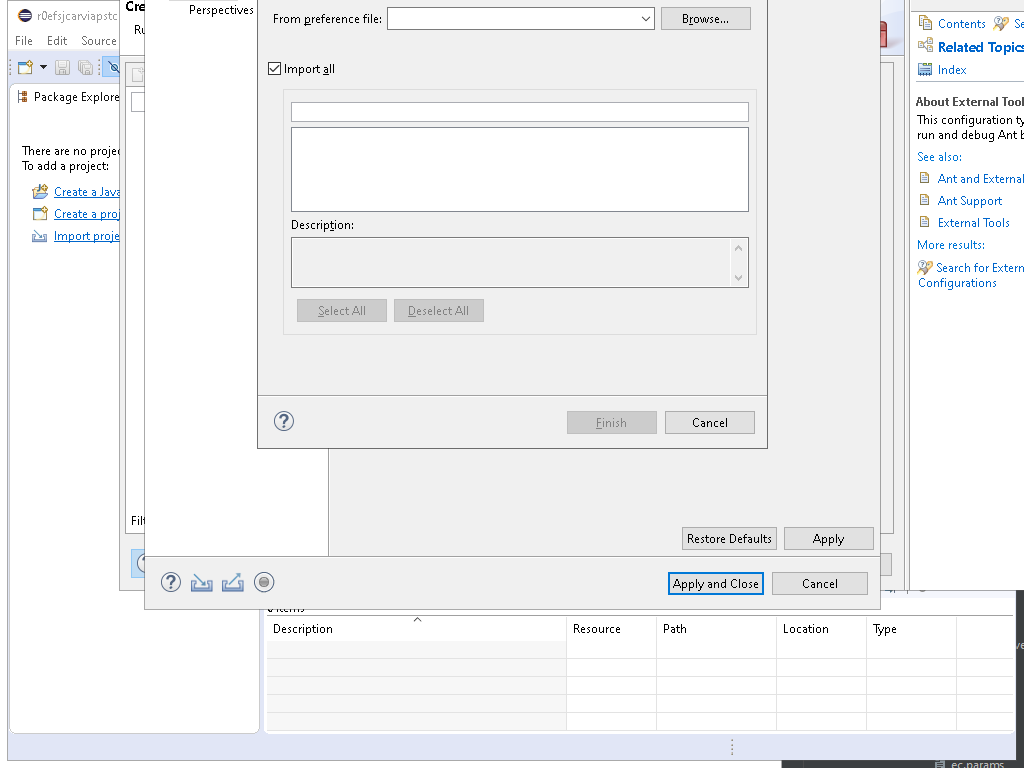 r0efsjcarviapstc
File Edit Source
Package Explore
There are no projec
To add a project:
Create a Java
Create a proj
Import proje
Cre
Ru
Filt
Perspectives
From preference file:
Browse...
Import all
Description:
Select All
Deselect All
Finish
Cancel
Restore Defaults
Apply
Apply and Close
Cancel
Contents
Se
Related Topics
Index
About External Tool
This configuration ty
run and debug Ant b
See also:
Ant and External
Ant Support
External Tools
More results:
Search for Extern
Configurations
items
Description
Resource
Path
Location
Type
ve
ec.params